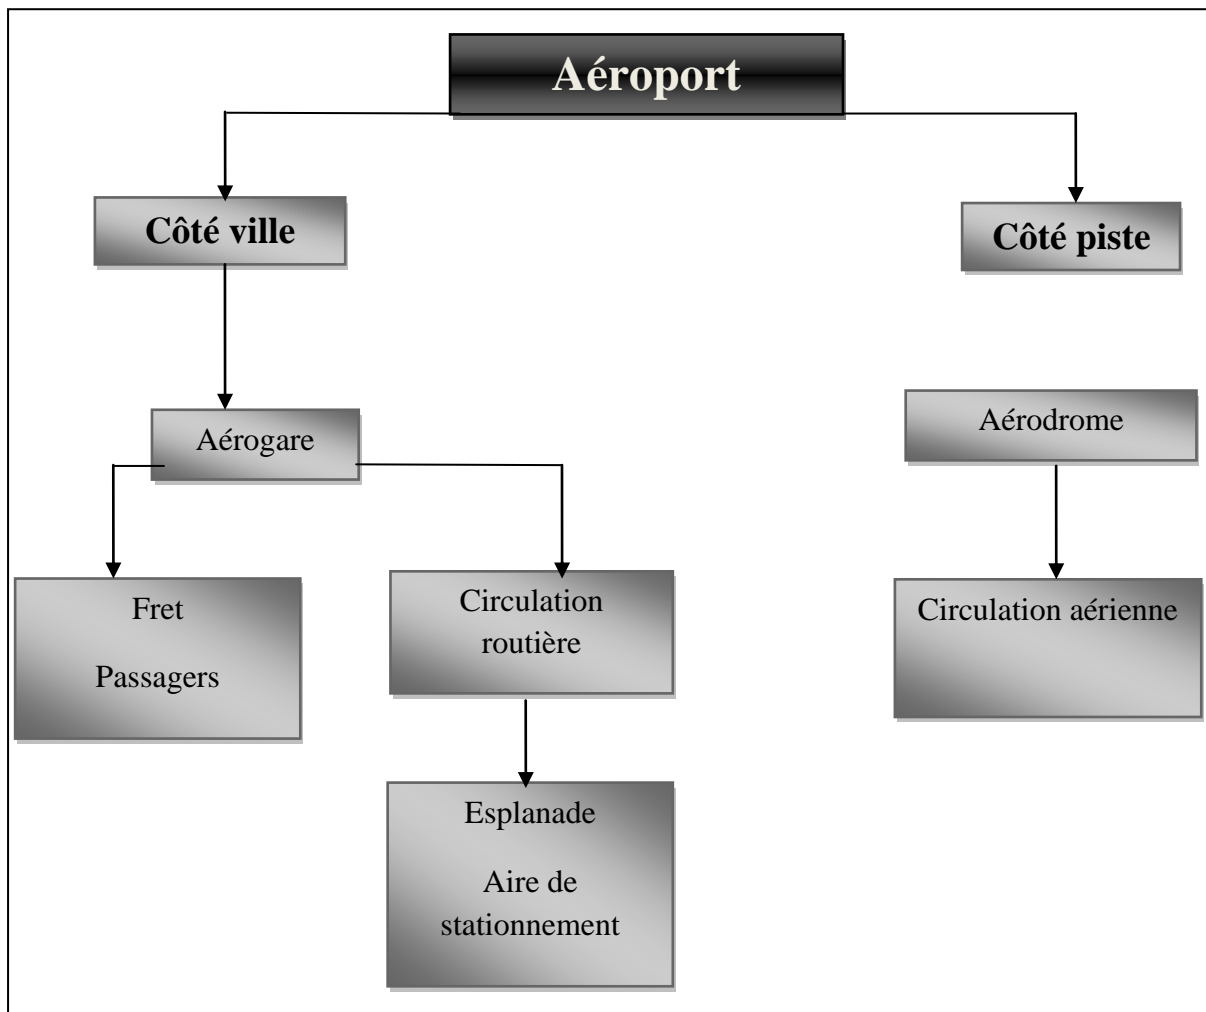 Aéroport
Côté ville
Côté piste
Aérogare
Aérodrome
Fret
Passagers
Circulation
routière
Circulation aérienne
Esplanade
Aire de
stationnement